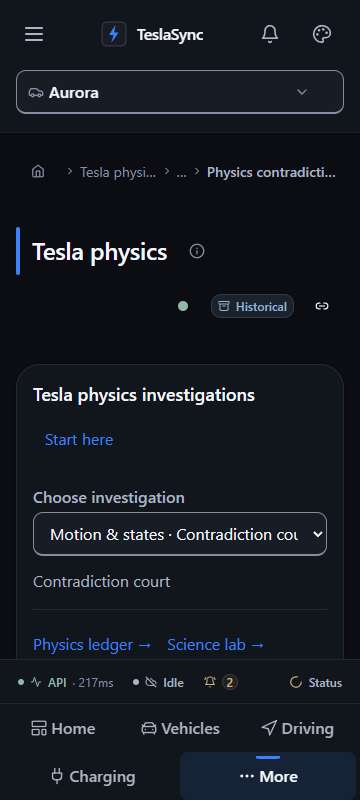 TeslaSync
Aurora
Tesla physi... > ... > Physics contradicti...
Tesla physics
Historical
Tesla physics investigations
Start here
Choose investigation
Motion & states · Contradiction cou
Contradiction court
Physics ledger → Science lab →
API · 217ms Idle 2 Status
Home Vehicles Driving
Charging ··· More